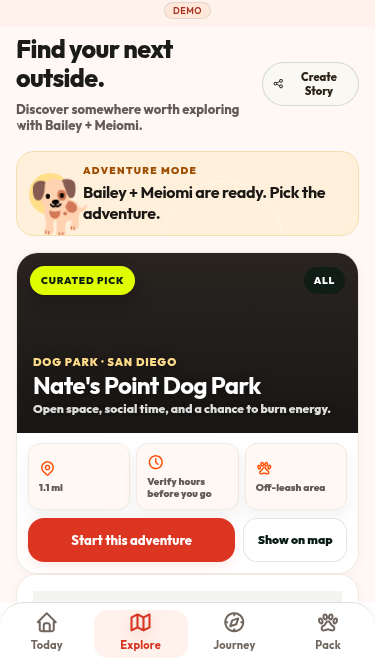 DEMO
Find your next
outside.
Create
Story
Discover somewhere worth exploring
with Bailey + Meiomi.
ADVENTURE MODE
Bailey + Meiomi are ready. Pick the
adventure.
CURATED PICK
ALL
DOG PARK · SAN DIEGO
Nate's Point Dog Park
Open space, social time, and a chance to burn energy.
1.1 mi
Verify hours
before you go
Off-leash area
Start this adventure
Show on map
Today
Explore
Journey
Pack